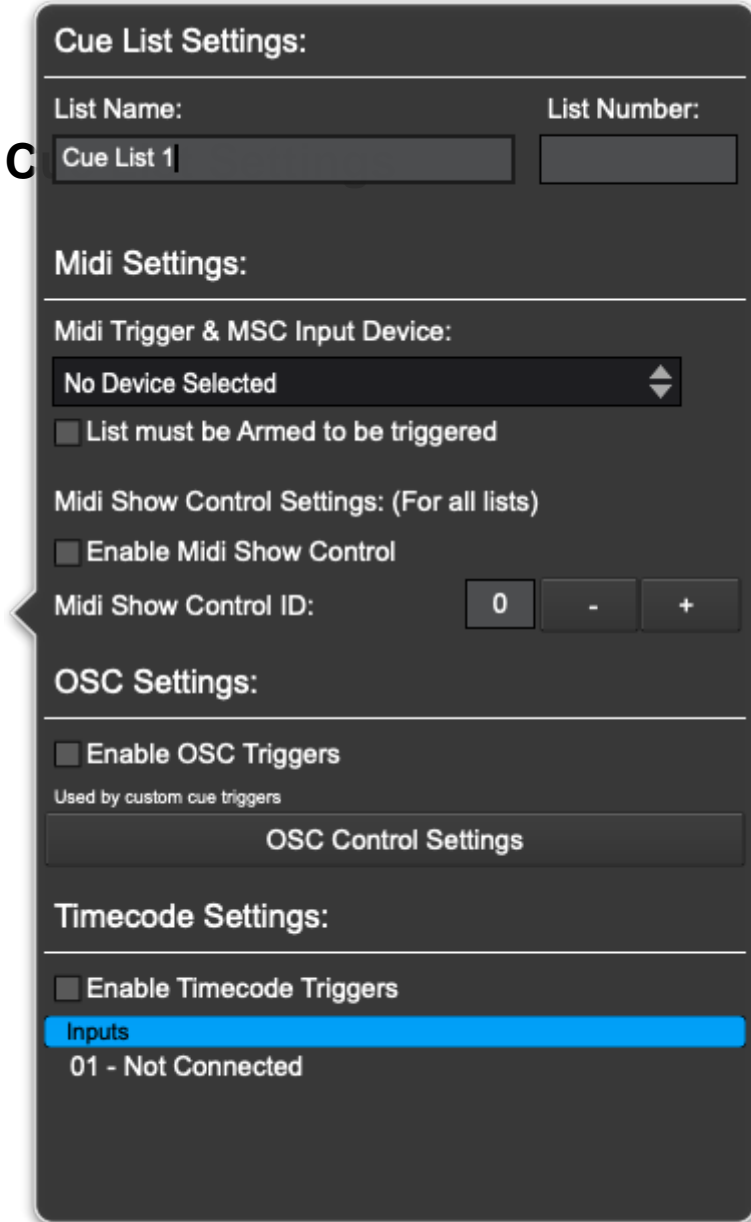 Cue List Settings:
List Name: List Number:
Cue List 1
Midi Settings:
Midi Trigger & MSC Input Device:
No Device Selected
List must be Armed to be triggered
Midi Show Control Settings: (For all lists)
Enable Midi Show Control
Midi Show Control ID: 0 - +
OSC Settings:
Enable OSC Triggers
Used by custom cue triggers
OSC Control Settings
Timecode Settings:
Enable Timecode Triggers
Inputs
01 - Not Connected